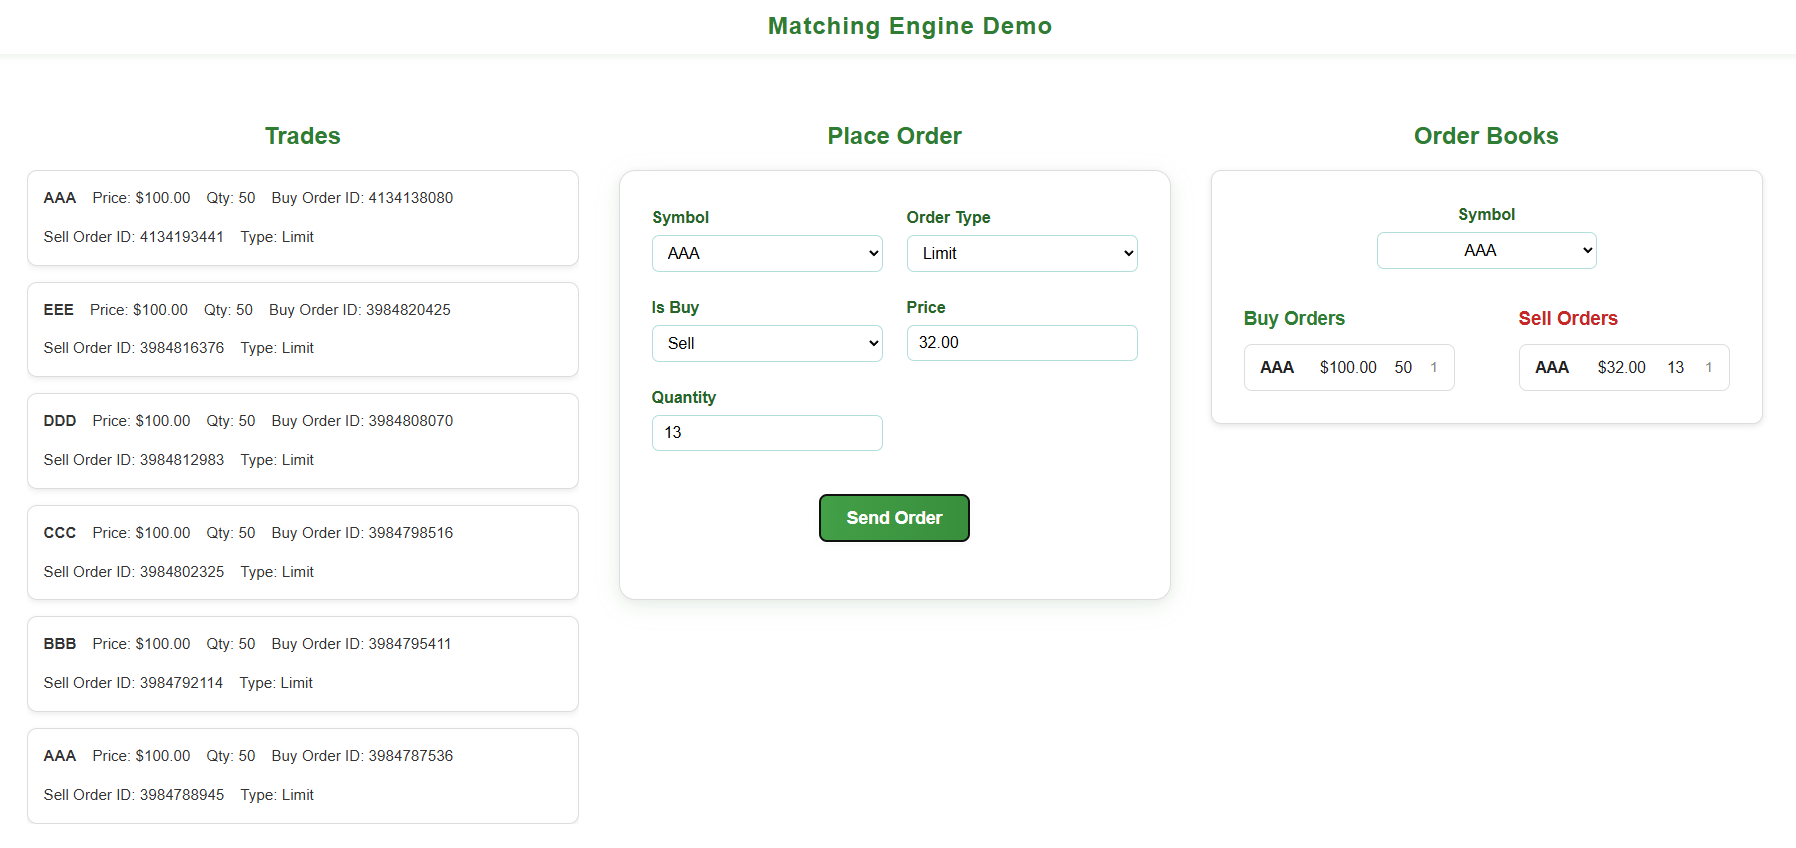 Matching Engine Demo
Trades
AAA Price: $100.00 Qty: 50 Buy Order ID: 4134138080
Sell Order ID: 4134193441 Type: Limit
EEE Price: $100.00 Qty: 50 Buy Order ID: 3984820425
Sell Order ID: 3984816376 Type: Limit
DDD Price: $100.00 Qty: 50 Buy Order ID: 3984808070
Sell Order ID: 3984812983 Type: Limit
CCC Price: $100.00 Qty: 50 Buy Order ID: 3984798516
Sell Order ID: 3984802325 Type: Limit
BBB Price: $100.00 Qty: 50 Buy Order ID: 3984795411
Sell Order ID: 3984792114 Type: Limit
AAA Price: $100.00 Qty: 50 Buy Order ID: 3984787536
Sell Order ID: 3984788945 Type: Limit
Place Order
Symbol Order Type
AAA Limit
Is Buy Price
Sell 32.00
Quantity
13
Send Order
Order Books
Symbol
AAA
Buy Orders Sell Orders
AAA $100.00 50 1 AAA $32.00 13 1